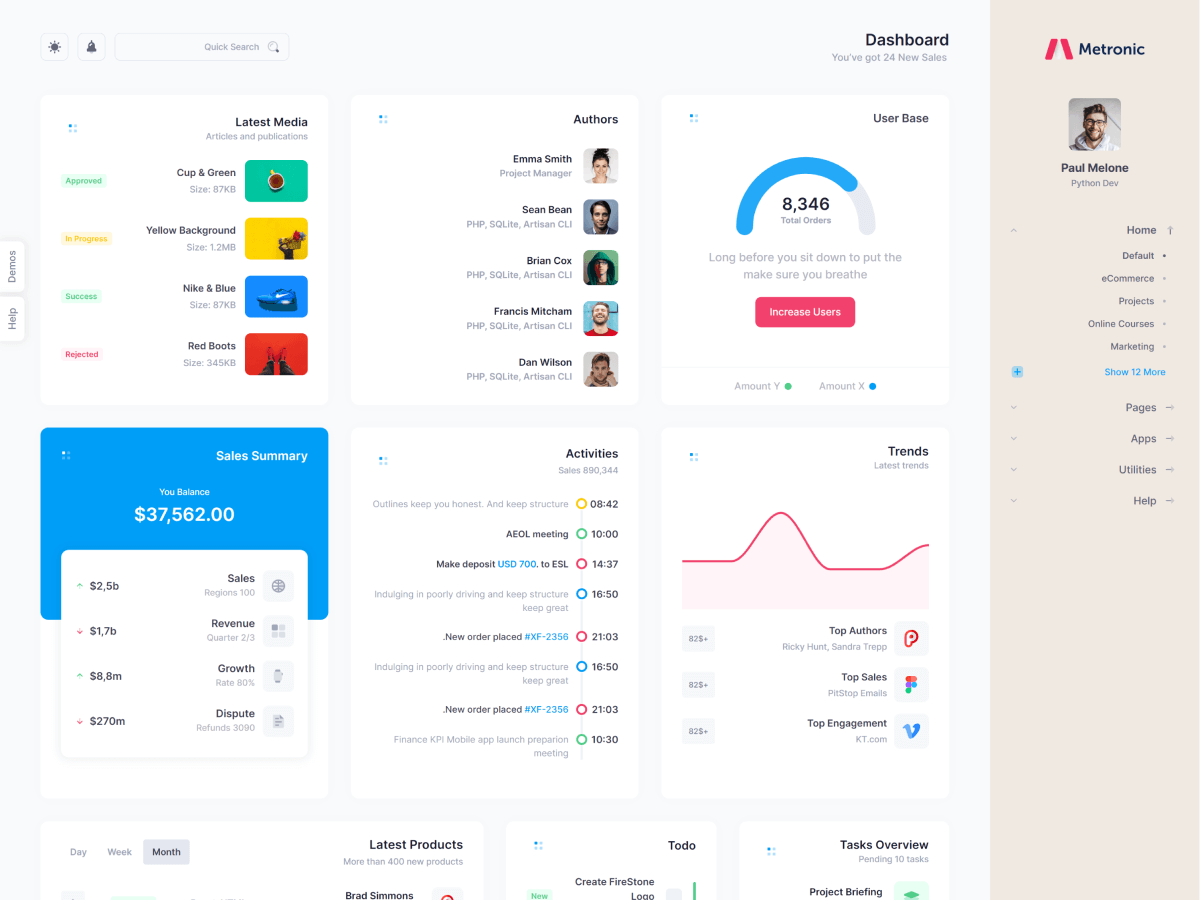 Quick Search
Dashboard
You've got 24 New Sales
Metronic
Paul Melone
Python Dev
Home
Default
eCommerce
Projects
Online Courses
Marketing
Show 12 More
Pages
Apps
Utilities
Help
Demos
Help
Latest Media
Articles and publications
Cup & Green
Size: 87KB
Approved
Yellow Background
Size: 1.2MB
In Progress
Nike & Blue
Size: 87KB
Success
Red Boots
Size: 345KB
Rejected
Authors
Emma Smith
Project Manager
Sean Bean
PHP, SQLite, Artisan CLI
Brian Cox
PHP, SQLite, Artisan CLI
Francis Mitcham
PHP, SQLite, Artisan CLI
Dan Wilson
PHP, SQLite, Artisan CLI
User Base
8,346
Total Orders
Long before you sit down to put the
make sure you breathe
Increase Users
Amount Y
Amount X
Sales Summary
You Balance
$37,562.00
Sales
Regions 100
$2,5b
Revenue
Quarter 2/3
$1,7b
Growth
Rate 80%
$8,8m
Dispute
Refunds 3090
$270m
Activities
Sales 890,344
Outlines keep you honest. And keep structure 08:42
AEOL meeting 10:00
Make deposit USD 700. to ESL 14:37
Indulging in poorly driving and keep structure 16:50
keep great
.New order placed #XF-2356 21:03
Indulging in poorly driving and keep structure 16:50
keep great
.New order placed #XF-2356 21:03
Finance KPI Mobile app launch preparion 10:30
meeting
Trends
Latest trends
Top Authors
Ricky Hunt, Sandra Trepp
82$+
Top Sales
PitStop Emails
82$+
Top Engagement
KT.com
82$+
Day Week Month
Latest Products
More than 400 new products
Brad Simmons
Todo
Create FireStone
Logo
New
Tasks Overview
Pending 10 tasks
Project Briefing